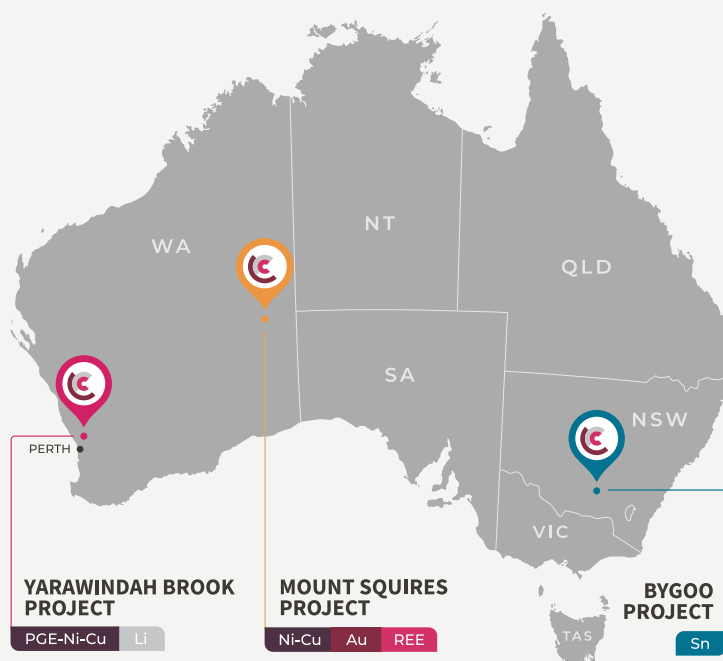 NT
WA
QLD
SA
NSW
PERTH
VIC
YARAWINDAH BROOK
PROJECT
PGE-Ni-Cu Li
MOUNT SQUIRES
PROJECT
Ni-Cu Au REE
BYGOO
PROJECT
Sn
TAS